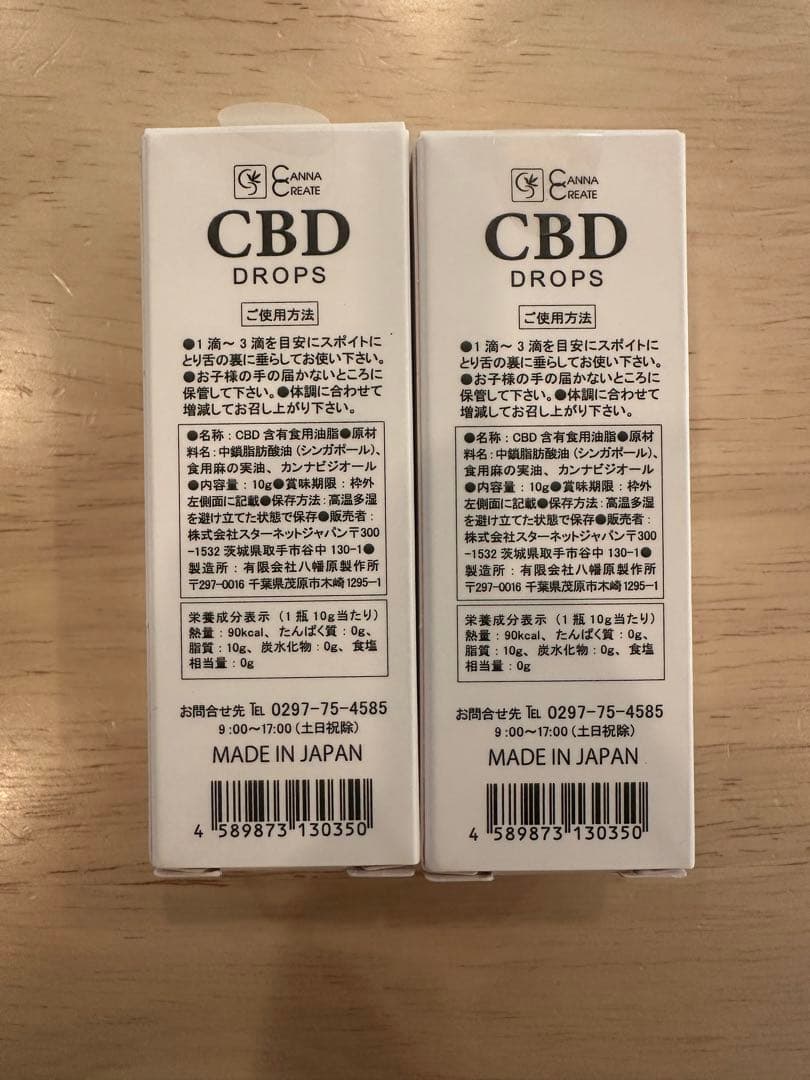 CANNA
CREATE
CBD
DROPS
ご使用方法
●1 滴～ 3 滴を目安にスポイトに
とり舌の裏に垂らしてお使い下さい。
●お子様の手の届かないところに
保管して下さい。●体調に合わせて
増減してお召し上がり下さい。
●名称：CBD 含有食用油脂●原材
料名：中鎖脂肪酸油（シンガポール）、
食用麻の実油、カンナビジオール
●内容量：10g●賞味期限：枠外
左側面に記載●保存方法：高温多湿
を避け立てた状態で保存●販売者：
株式会社スターネットジャパン〒300
-1532 茨城県取手市谷中 130-1●
製造所：有限会社八幡原製作所
〒297-0016 千葉県茂原市木崎 1295-1
栄養成分表示（1 瓶 10g当たり）
熱量：90kcal、たんぱく質：0g、
脂質：10g、炭水化物：0g、食塩
相当量：0g
お問合せ先 TEL 0297-75-4585
9:00～17:00（土日祝除）
MADE IN JAPAN
4 589873 130350
CANNA
CREATE
CBD
DROPS
ご使用方法
●1 滴～ 3 滴を目安にスポイトに
とり舌の裏に垂らしてお使い下さい。
●お子様の手の届かないところに
保管して下さい。●体調に合わせて
増減してお召し上がり下さい。
●名称：CBD 含有食用油脂●原材
料名：中鎖脂肪酸油（シンガポール）、
食用麻の実油、カンナビジオール
●内容量：10g●賞味期限：枠外
左側面に記載●保存方法：高温多湿
を避け立てた状態で保存●販売者：
株式会社スターネットジャパン〒300
-1532 茨城県取手市谷中 130-1●
製造所：有限会社八幡原製作所
〒297-0016 千葉県茂原市木崎 1295-1
栄養成分表示（1 瓶 10g当たり）
熱量：90kcal、たんぱく質：0g、
脂質：10g、炭水化物：0g、食塩
相当量：0g
お問合せ先 TEL 0297-75-4585
9:00～17:00（土日祝除）
MADE IN JAPAN
4 589873 130350